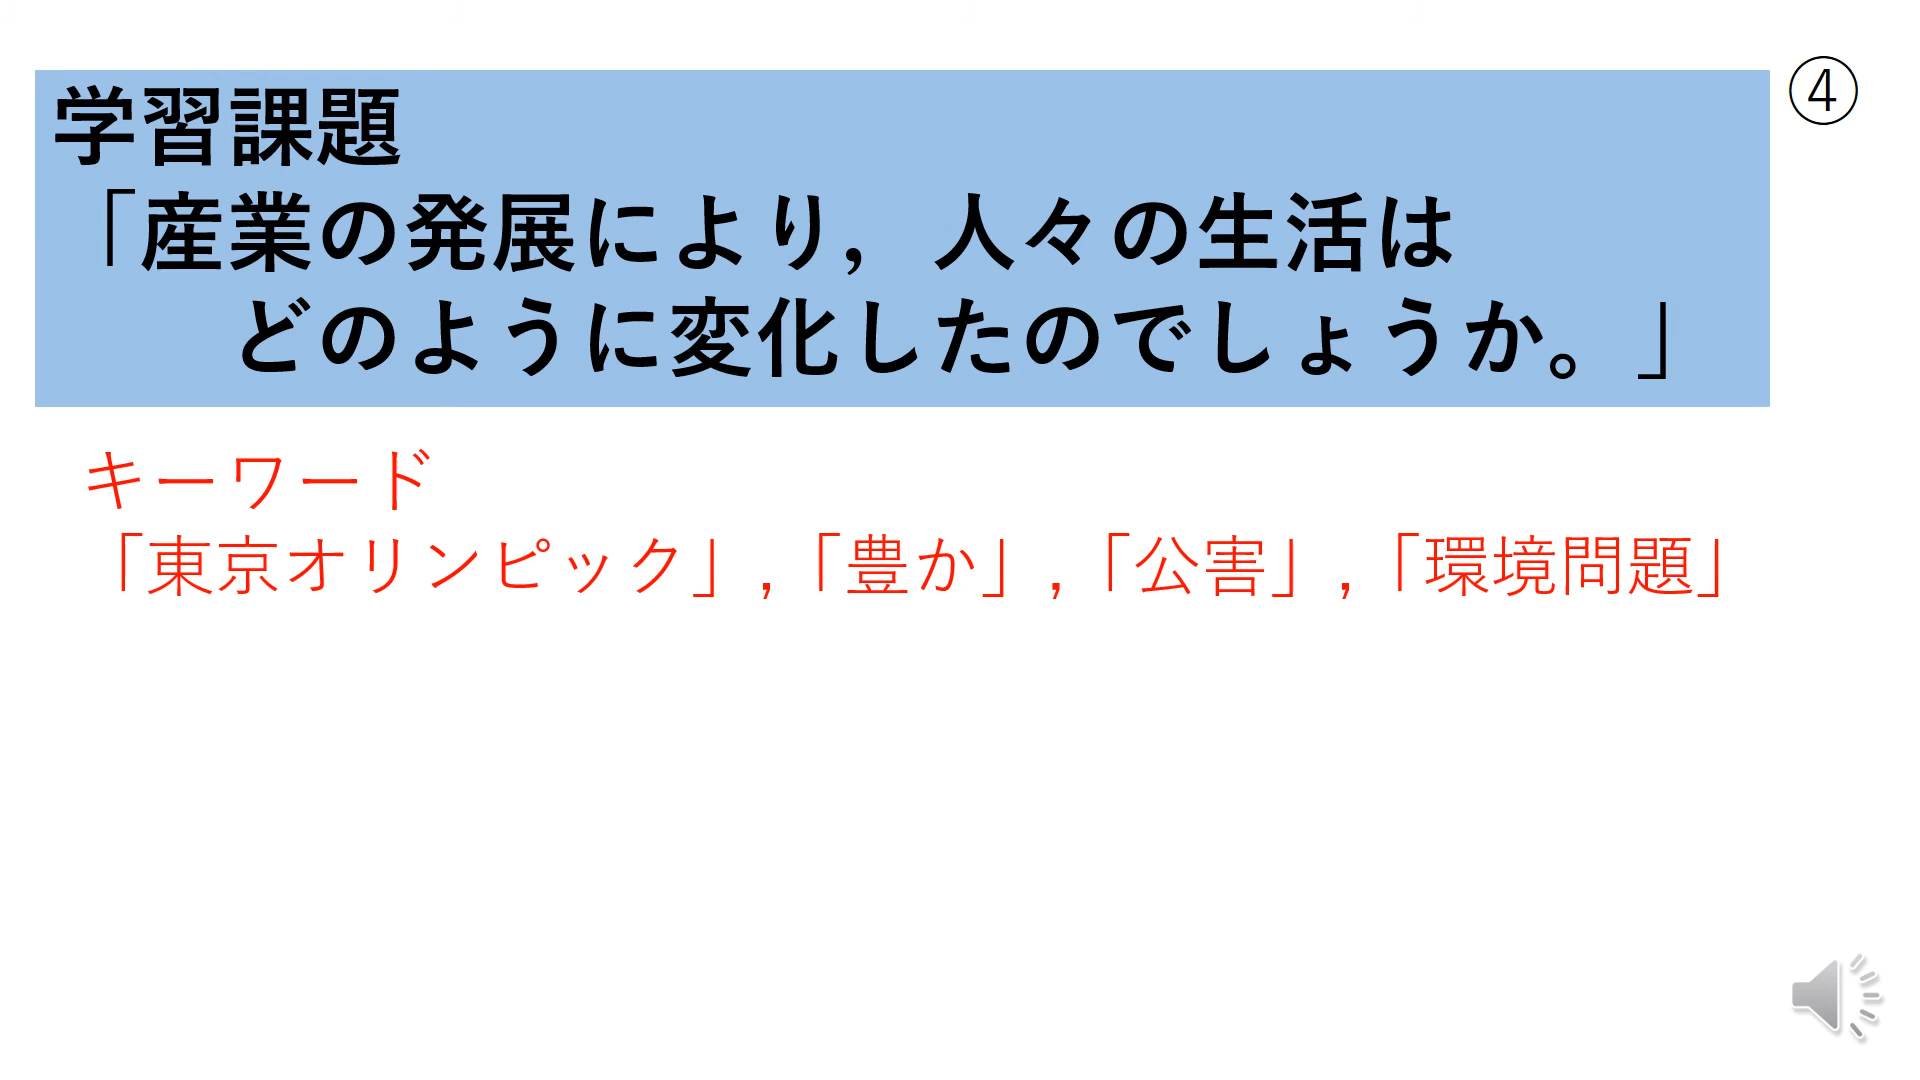 ④
学習課題
「産業の発展により，人々の生活は
どのように変化したのでしょうか。」
キーワード
「東京オリンピック」，「豊か」，「公害」，「環境問題」